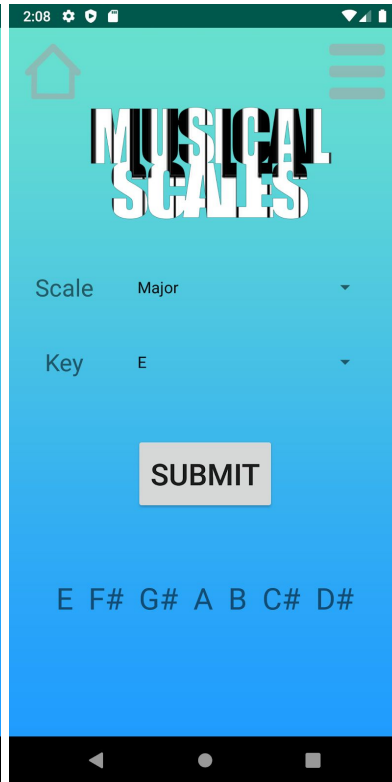 2:08
MUSICAL
SCALES
Scale Major
Key E
SUBMIT
E F# G# A B C# D#